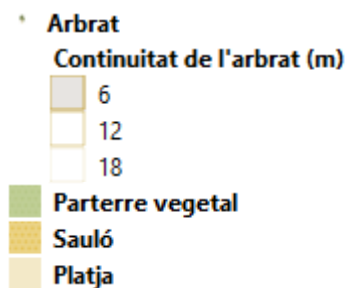 Arbrat
Continuitat de l'arbrat (m)
6
12
18
Parterre vegetal
Sauló
Platja